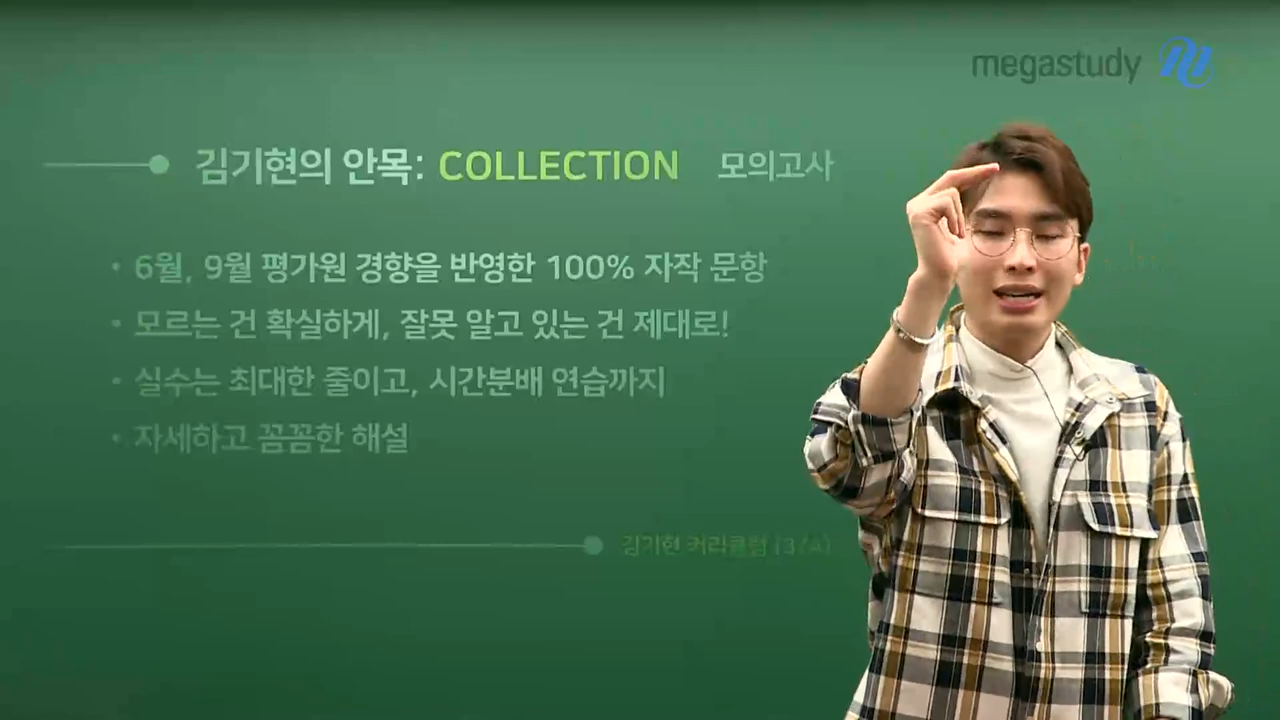 megastudy
김기현의 안목: COLLECTION 모의고사
· 6월, 9월 평가원 경향을 반영한 100% 자작 문항
· 모르는 건 확실하게, 잘못 알고 있는 건 제대로!
· 실수는 최대한 줄이고, 시간분배 연습까지
· 자세하고 꼼꼼한 해설
김기현 커리큘럼 (3/4)